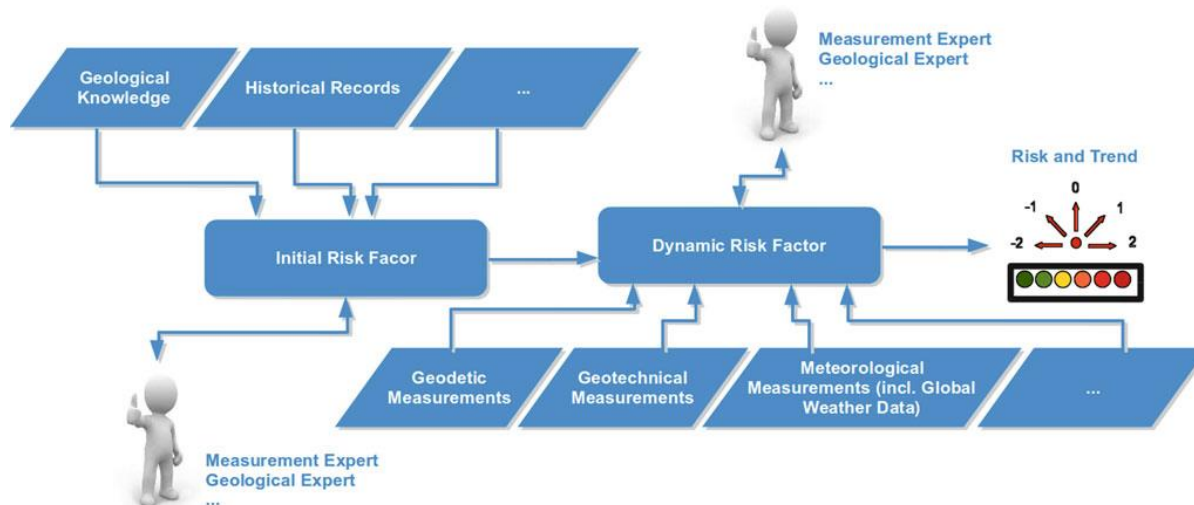 Geological
Knowledge
Historical Records
...
Measurement Expert
Geological Expert
...
Risk and Trend
0
-1
1
-2
2
Initial Risk Facor
Dynamic Risk Factor
Geodetic
Measurements
Geotechnical
Measurements
Meteorological
Measurements (incl. Global
Weather Data)
...
Measurement Expert
Geological Expert
...